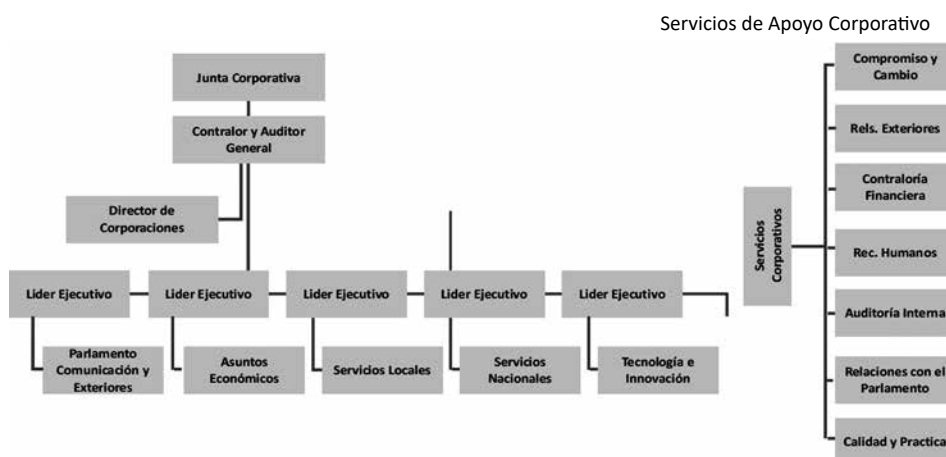 Servicios de Apoyo Corporativo
Junta Corporativa
Contralor y Auditor
General
Director de
Corporaciones
Lider Ejecutivo
Lider Ejecutivo
Lider Ejecutivo
Lider Ejecutivo
Lider Ejecutivo
Parlamento
Comunicación y
Exteriores
Asuntos
Económicos
Servicios Locales
Servicios
Nacionales
Tecnología e
Innovación
Servicios
Corporativos
Compromiso y
Cambio
Rels. Exteriores
Contraloría
Financiera
Rec. Humanos
Auditoría Interna
Relaciones con el
Parlamento
Calidad y Practica